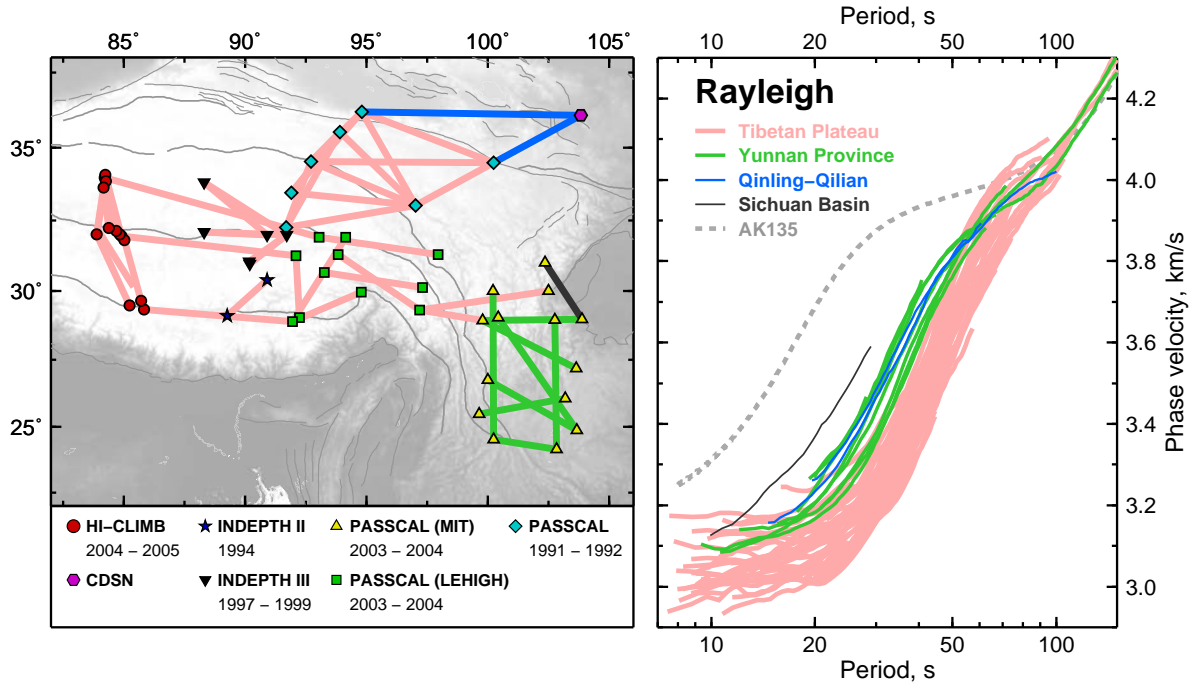 85° 90° 95° 100° 105°
35°
30°
25°
HI–CLIMB
2004 – 2005
INDEPTH II
1994
PASSCAL (MIT)
2003 – 2004
PASSCAL
1991 – 1992
CDSN
INDEPTH III
1997 – 1999
PASSCAL (LEHIGH)
2003 – 2004
Period, s
10 20 50 100
Rayleigh
Tibetan Plateau
Yunnan Province
Qinling–Qilian
Sichuan Basin
AK135
4.2
4.0
3.8
3.6
3.4
3.2
3.0
Phase velocity, km/s
10 20 50 100
Period, s